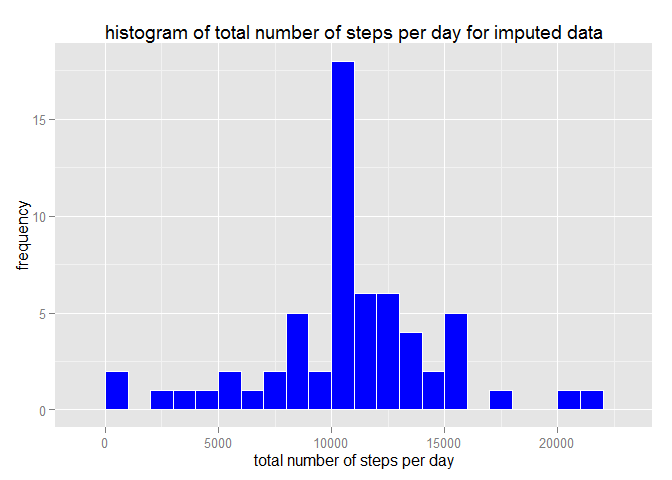 histogram of total number of steps per day for imputed data
frequency
15
10
5
0
0 5000 10000 15000 20000
total number of steps per day